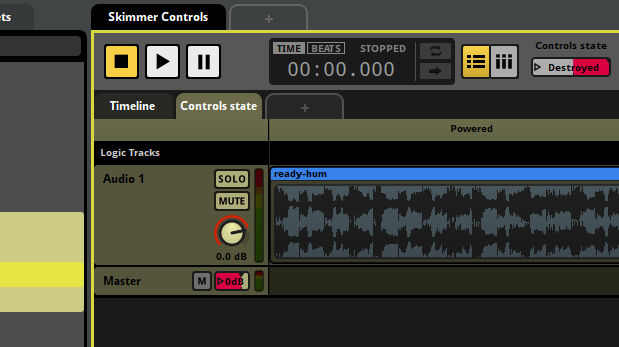 ets
Skimmer Controls
+
TIME BEATS STOPPED
00:00.000
Controls state
Destroyed
Timeline
Controls state
+
Powered
Logic Tracks
Audio 1
SOLO
MUTE
0.0 dB
ready-hum
Master
M
0dB